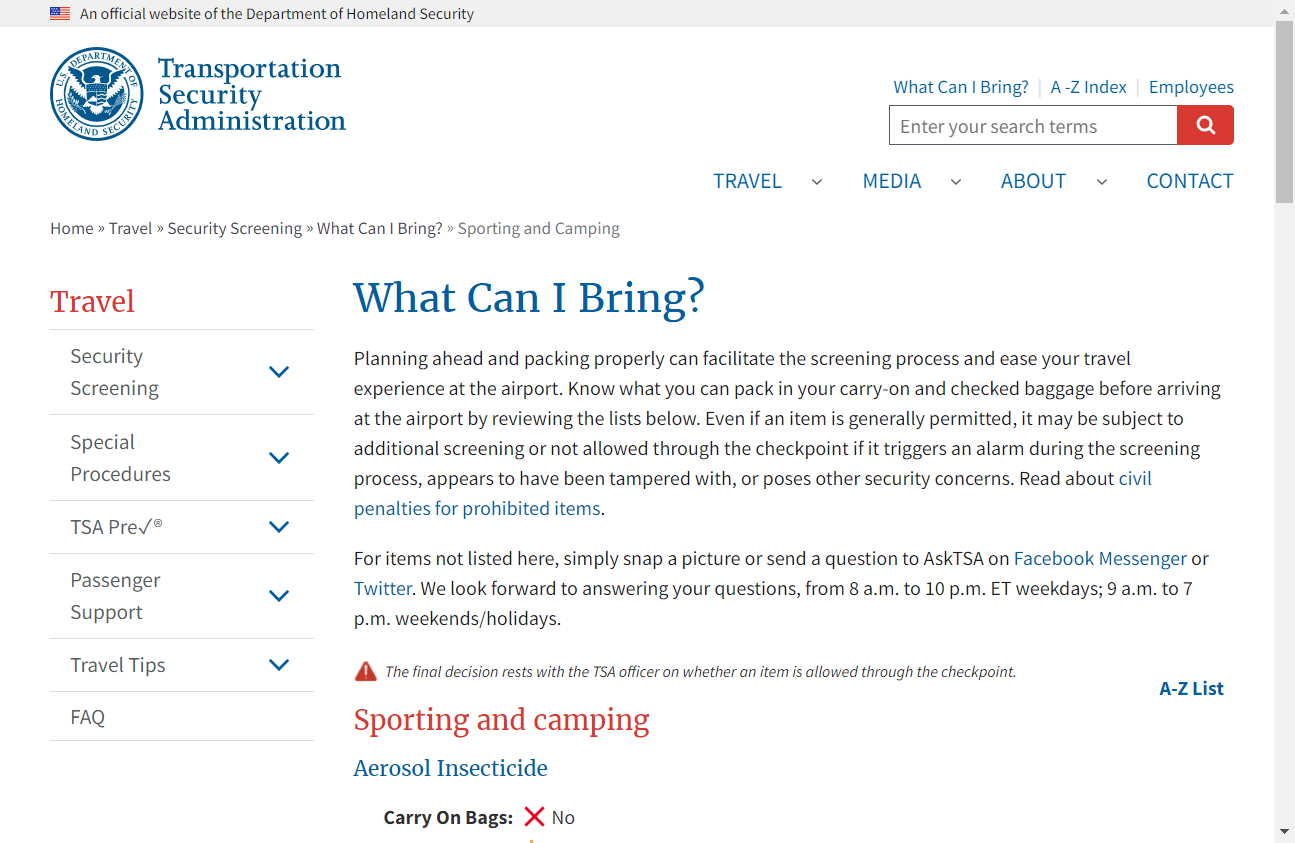 An official website of the Department of Homeland Security
U.S. DEPARTMENT OF
HOMELAND SECURITY
Transportation
Security
Administration
What Can I Bring?
A -Z Index
Employees
Enter your search terms
TRAVEL
MEDIA
ABOUT
CONTACT
Home » Travel » Security Screening » What Can I Bring? » Sporting and Camping
Travel
Security
Screening
Special
Procedures
TSA Pre✓®
Passenger
Support
Travel Tips
FAQ
What Can I Bring?
Planning ahead and packing properly can facilitate the screening process and ease your travel
experience at the airport. Know what you can pack in your carry-on and checked baggage before arriving
at the airport by reviewing the lists below. Even if an item is generally permitted, it may be subject to
additional screening or not allowed through the checkpoint if it triggers an alarm during the screening
process, appears to have been tampered with, or poses other security concerns. Read about civil
penalties for prohibited items.
For items not listed here, simply snap a picture or send a question to AskTSA on Facebook Messenger or
Twitter. We look forward to answering your questions, from 8 a.m. to 10 p.m. ET weekdays; 9 a.m. to 7
p.m. weekends/holidays.
The final decision rests with the TSA officer on whether an item is allowed through the checkpoint.
A-Z List
Sporting and camping
Aerosol Insecticide
Carry On Bags: No